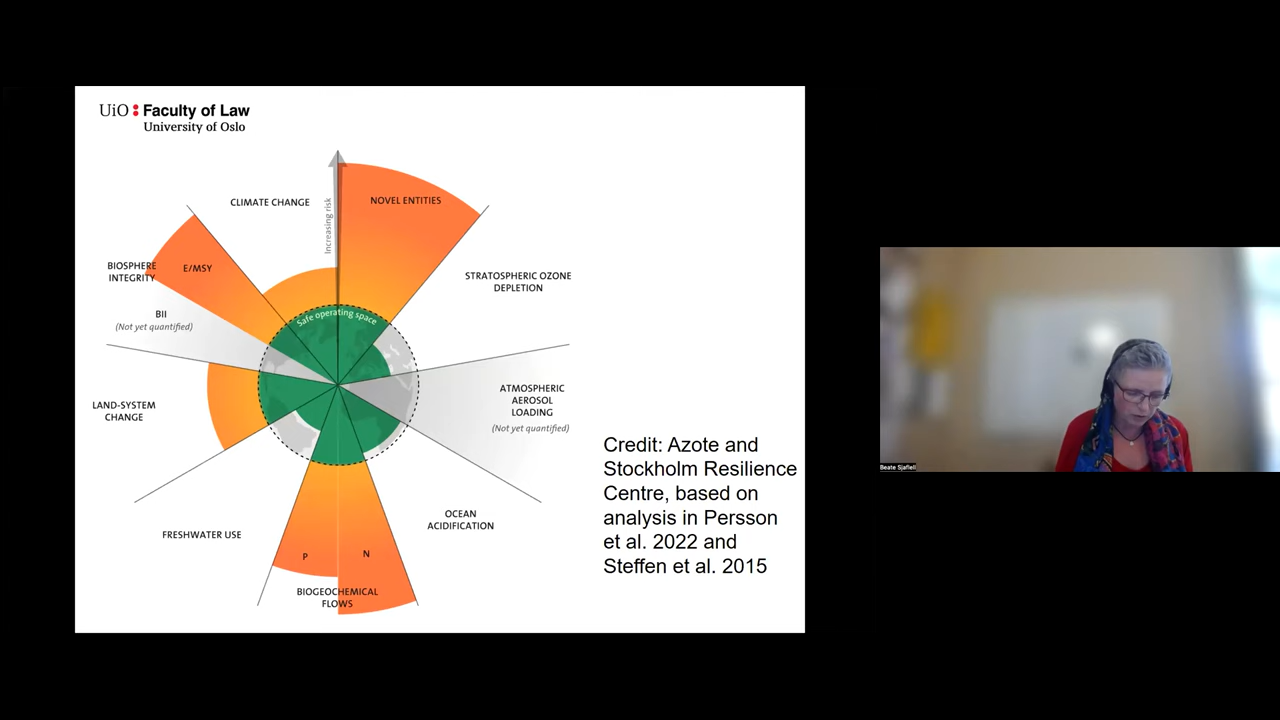 UiO Faculty of Law
University of Oslo
CLIMATE CHANGE
Increasing risk
NOVEL ENTITIES
BIOSPHERE
INTEGRITY
E/MSY
STRATOSPHERIC OZONE
DEPLETION
BII
(Not yet quantified)
Safe operating space
LAND-SYSTEM
CHANGE
ATMOSPHERIC
AEROSOL
LOADING
(Not yet quantified)
FRESHWATER USE
OCEAN
ACIDIFICATION
P
N
BIOGEOCHEMICAL
FLOWS
Credit: Azote and
Stockholm Resilience
Centre, based on
analysis in Persson
et al. 2022 and
Steffen et al. 2015
Beate Sjåfjell